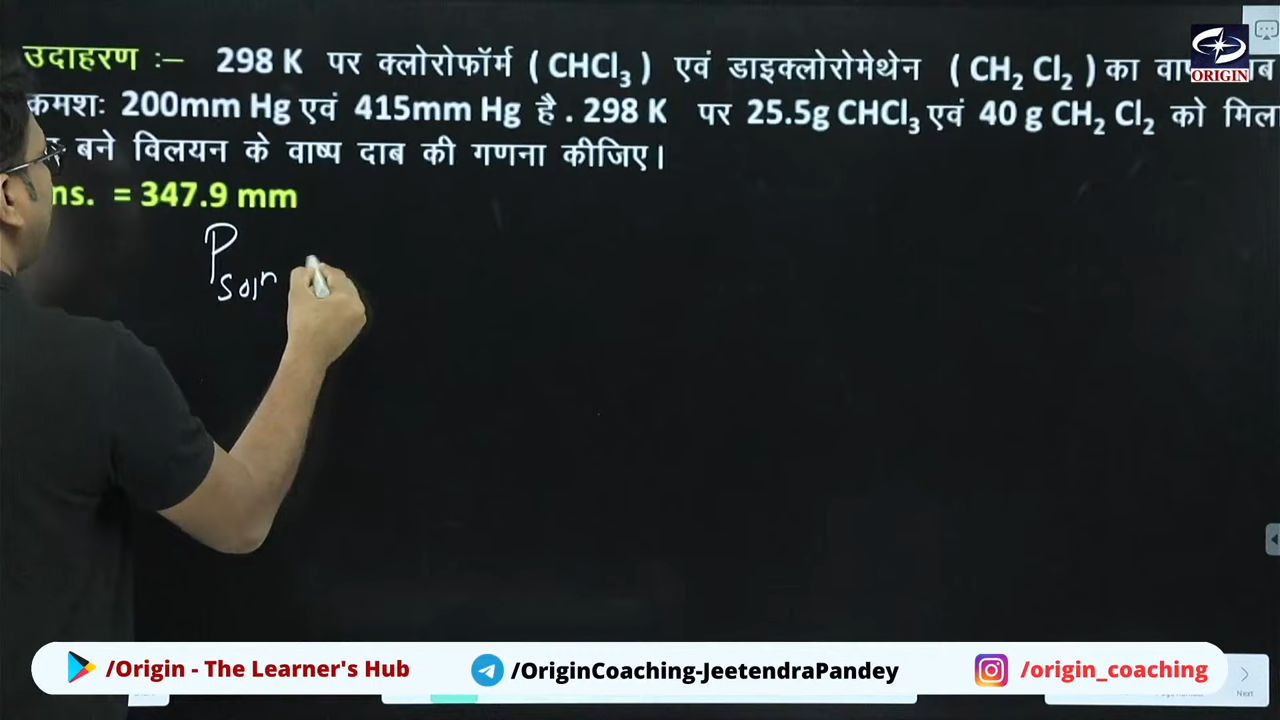 उदाहरण :– 298 K पर क्लोरोफॉर्म ( CHCl3 ) एवं डाइक्लोरोमेथेन ( CH2 Cl2 ) का
क्रमशः 200mm Hg एवं 415mm Hg है . 298 K पर 25.5g CHCl3 एवं 40 g CH2 Cl2 को
बने विलयन के वाष्प दाब की गणना कीजिए।
= 347.9 mm
Psoln
ORIGIN
/Origin - The Learner's Hub
/OriginCoaching-JeetendraPandey
/origin_coaching
Next